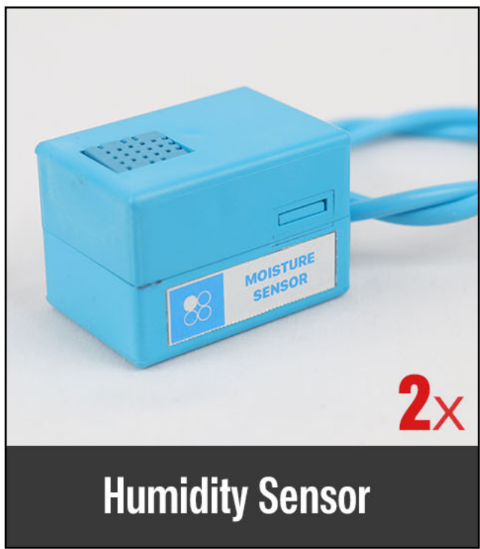 MOISTURE
SENSOR
2x
Humidity Sensor